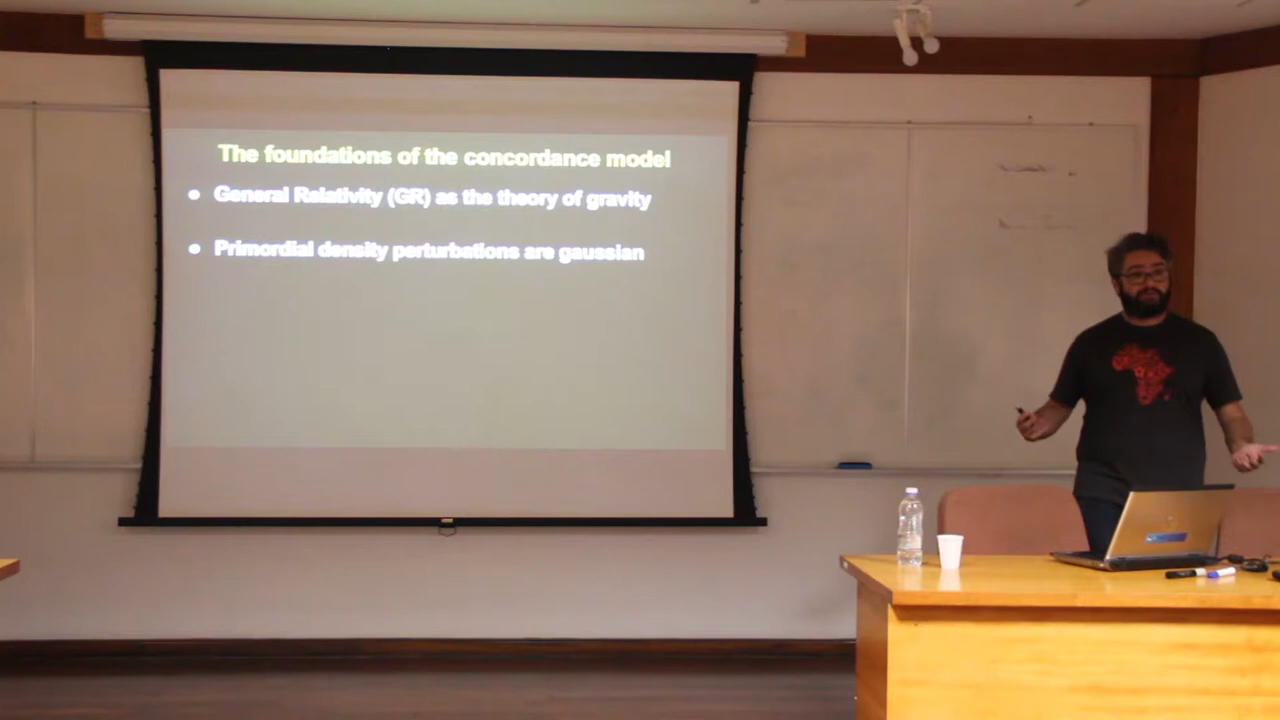 The foundations of the concordance model
General Relativity (GR) as the theory of gravity
Primordial density perturbations are gaussian